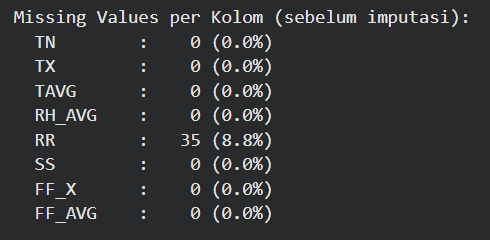 Missing Values per Kolom (sebelum imputasi):
TN : 0 (0.0%)
TX : 0 (0.0%)
TAVG : 0 (0.0%)
RH_AVG : 0 (0.0%)
RR : 35 (8.8%)
SS : 0 (0.0%)
FF_X : 0 (0.0%)
FF_AVG : 0 (0.0%)